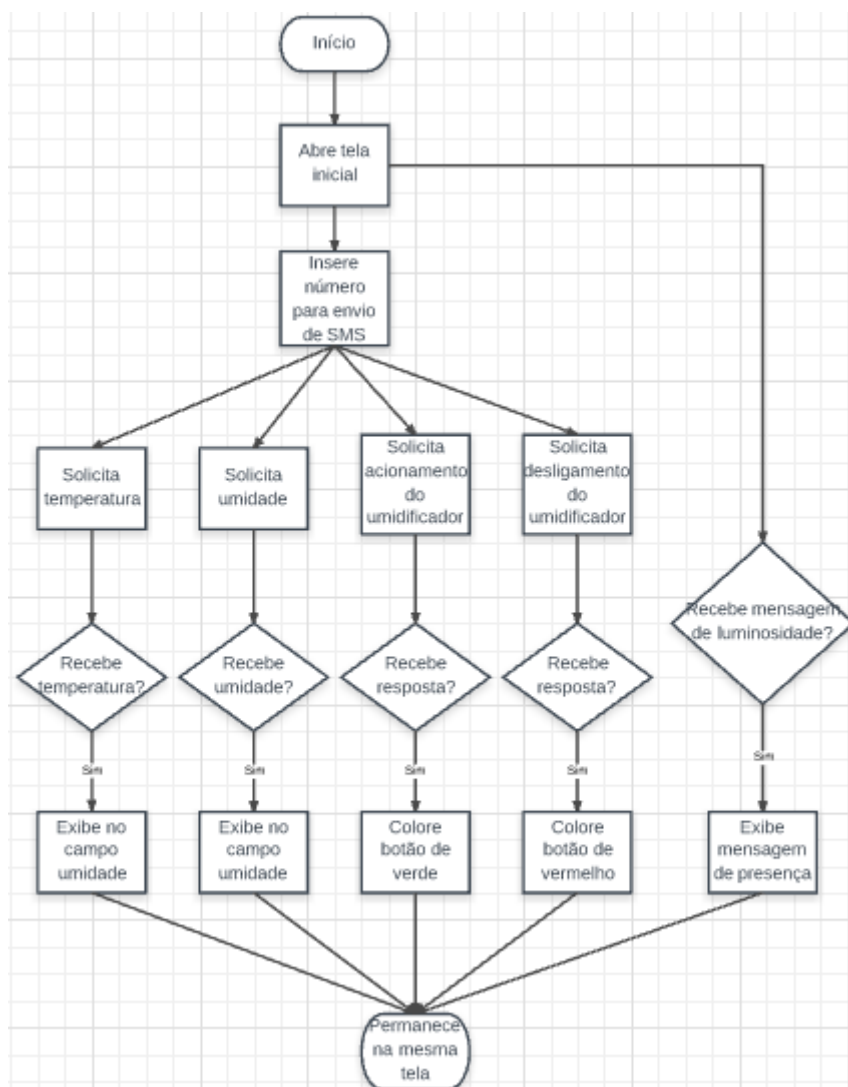 Início
Abre tela
inicial
Insere
número
para envio
de SMS
Solicita
temperatura
Solicita
umidade
Solicita
acionamento
do
umidificador
Solicita
desligamento
do
umidificador
Recebe mensagem
de luminosidade?
Recebe
temperatura?
Recebe
umidade?
Recebe
resposta?
Recebe
resposta?
Sim
Sim
Sim
Sim
Sim
Exibe no
campo
umidade
Exibe no
campo
umidade
Colore
botão de
verde
Colore
botão de
vermelho
Exibe
mensagem
de presença
Permanece
na mesma
tela